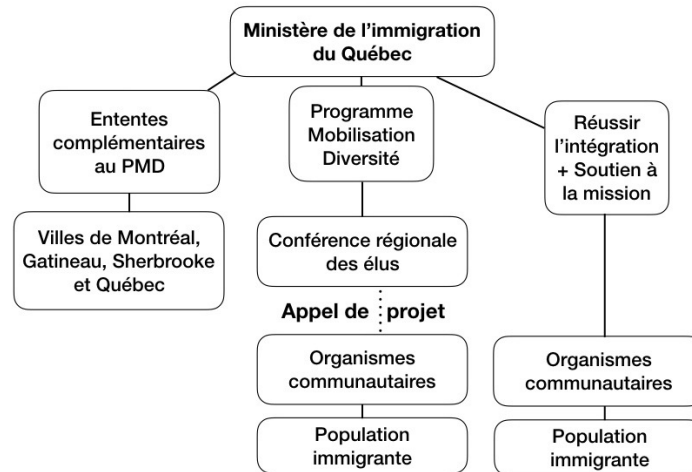 Ministère de l’immigration
du Québec
Ententes
complémentaires
au PMD
Programme
Mobilisation
Diversité
Réussir
l’intégration
+ Soutien à
la mission
Villes de Montréal,
Gatineau, Sherbrooke
et Québec
Conférence régionale
des élus
Appel de projet
Organismes
communautaires
Organismes
communautaires
Population
immigrante
Population
immigrante